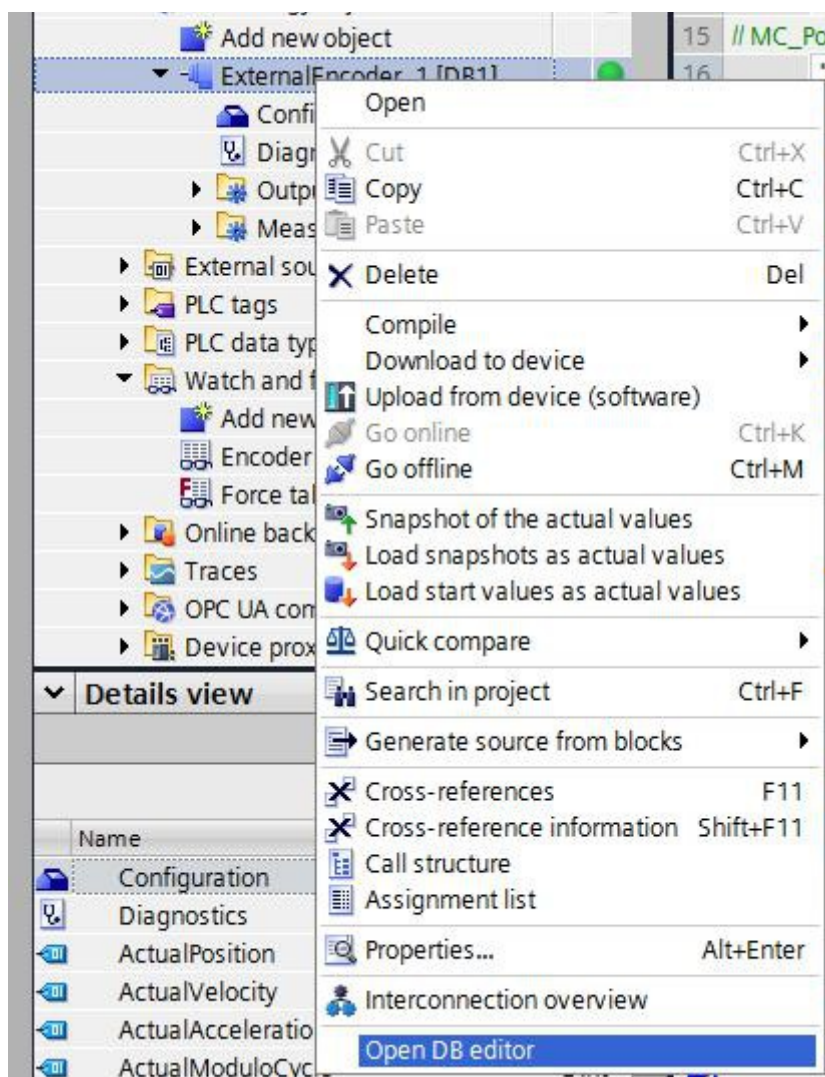 Add new object
15 // MC_Po
ExternalEncoder_1 [DB1]
16
Confi
Diagn
Outpu
Meas
External sou
PLC tags
PLC data typ
Watch and f
Add new
Encoder
Force tal
Online back
Traces
OPC UA com
Device prox
Open
Cut Ctrl+X
Copy Ctrl+C
Paste Ctrl+V
Delete Del
Compile
Download to device
Upload from device (software)
Go online Ctrl+K
Go offline Ctrl+M
Snapshot of the actual values
Load snapshots as actual values
Load start values as actual values
Quick compare
Search in project Ctrl+F
Generate source from blocks
Cross-references F11
Cross-reference information Shift+F11
Call structure
Assignment list
Properties... Alt+Enter
Interconnection overview
Open DB editor
Details view
Name
Configuration
Diagnostics
ActualPosition
ActualVelocity
ActualAcceleratio
ActualModuloCyc